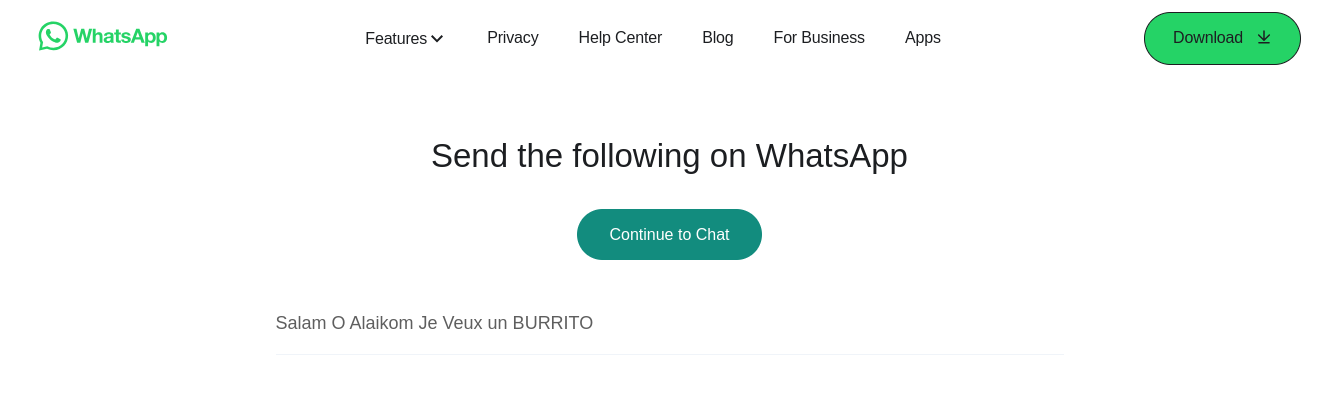 WhatsApp
Features
Privacy
Help Center
Blog
For Business
Apps
Download
Send the following on WhatsApp
Continue to Chat
Salam O Alaikom Je Veux un BURRITO